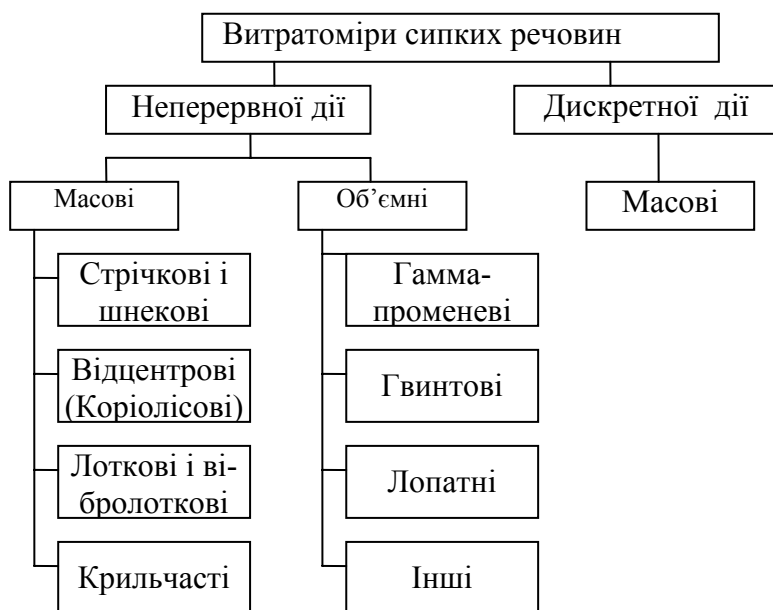 Витратоміри сипких речовин
Неперервної дії
Дискретної дії
Масові
Об’ємні
Масові
Стрічкові і
шнекові
Гамма-
променеві
Відцентрові
(Коріолісові)
Гвинтові
Лоткові і ві-
бролоткові
Лопатні
Крильчасті
Інші